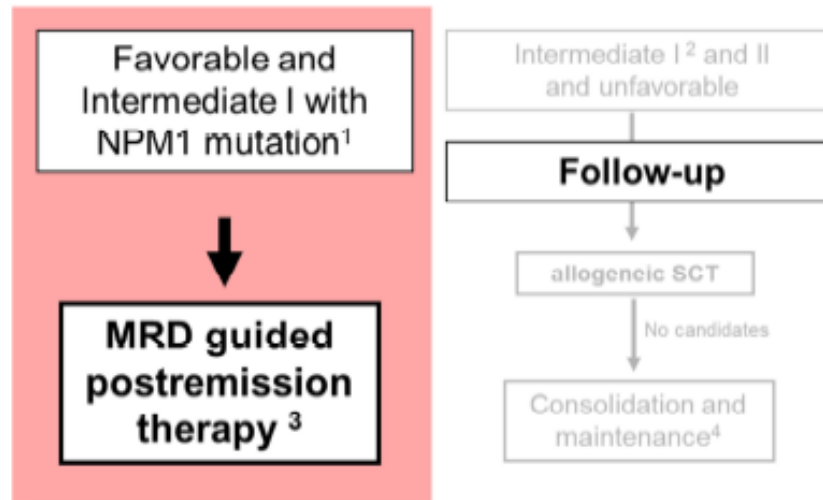 Favorable and
Intermediate I with
NPM1 mutation¹
MRD guided
postremission
therapy ³
Intermediate I ² and II
and unfavorable
Follow-up
allogeneic SCT
No candidates
Consolidation and
maintenance⁴